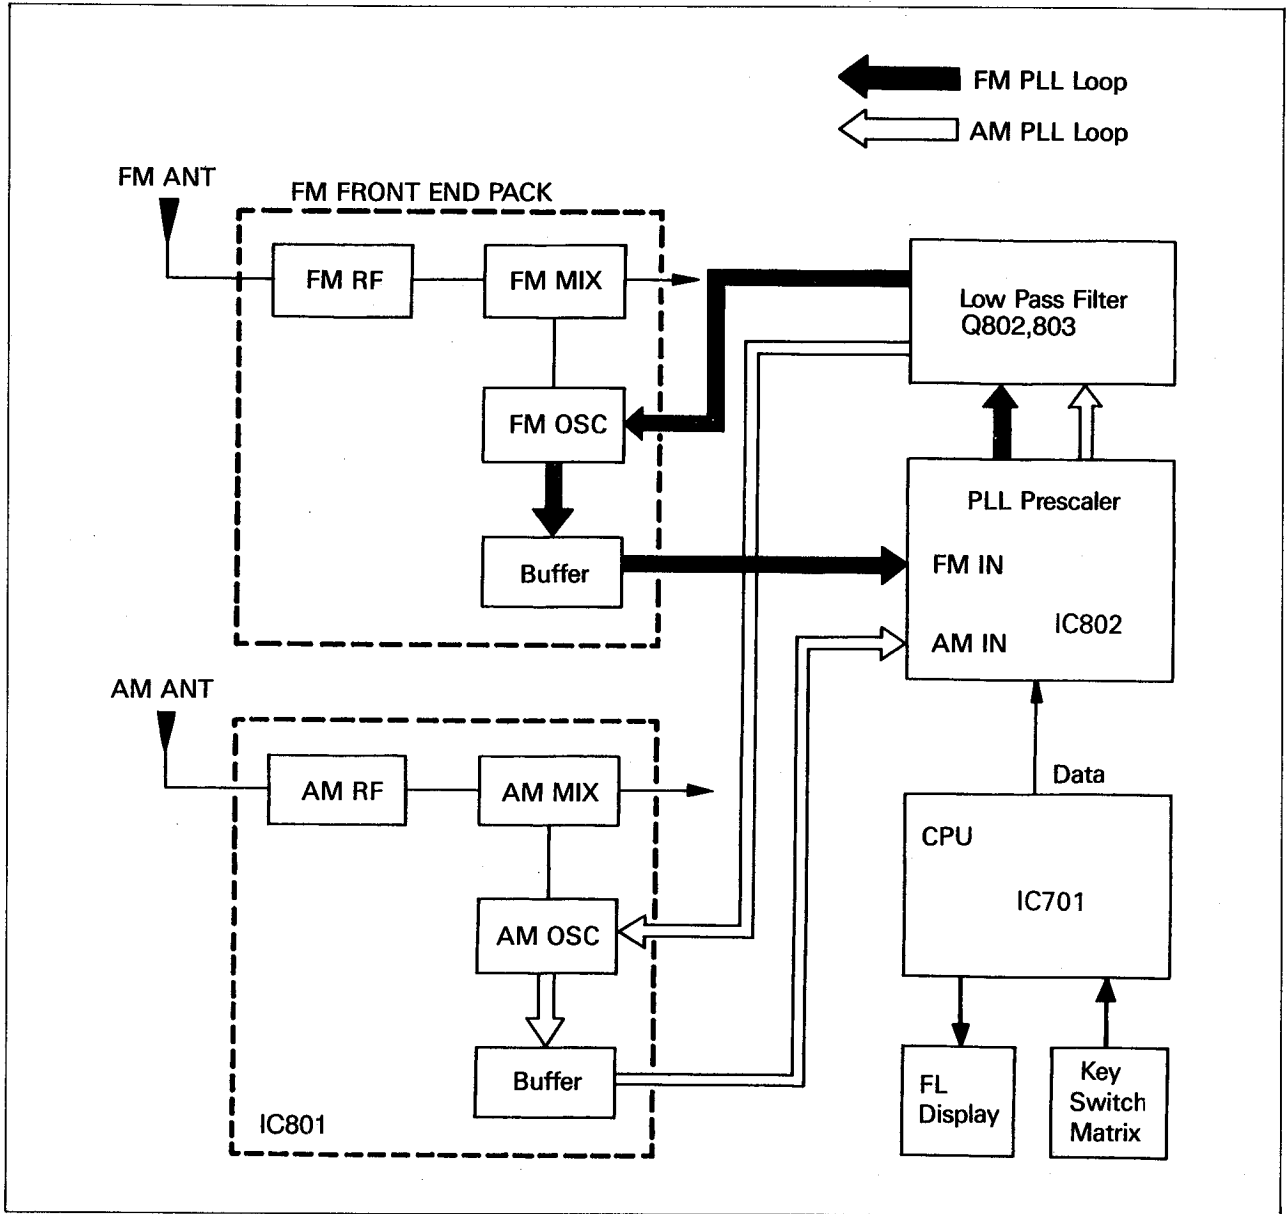 FM PLL Loop
AM PLL Loop
FM ANT
FM FRONT END PACK
FM RF
FM MIX
Low Pass Filter
Q802,803
FM OSC
PLL Prescaler
Buffer
FM IN
IC802
AM IN
AM ANT
AM RF
AM MIX
Data
CPU
IC701
AM OSC
Buffer
IC801
FL
Display
Key
Switch
Matrix